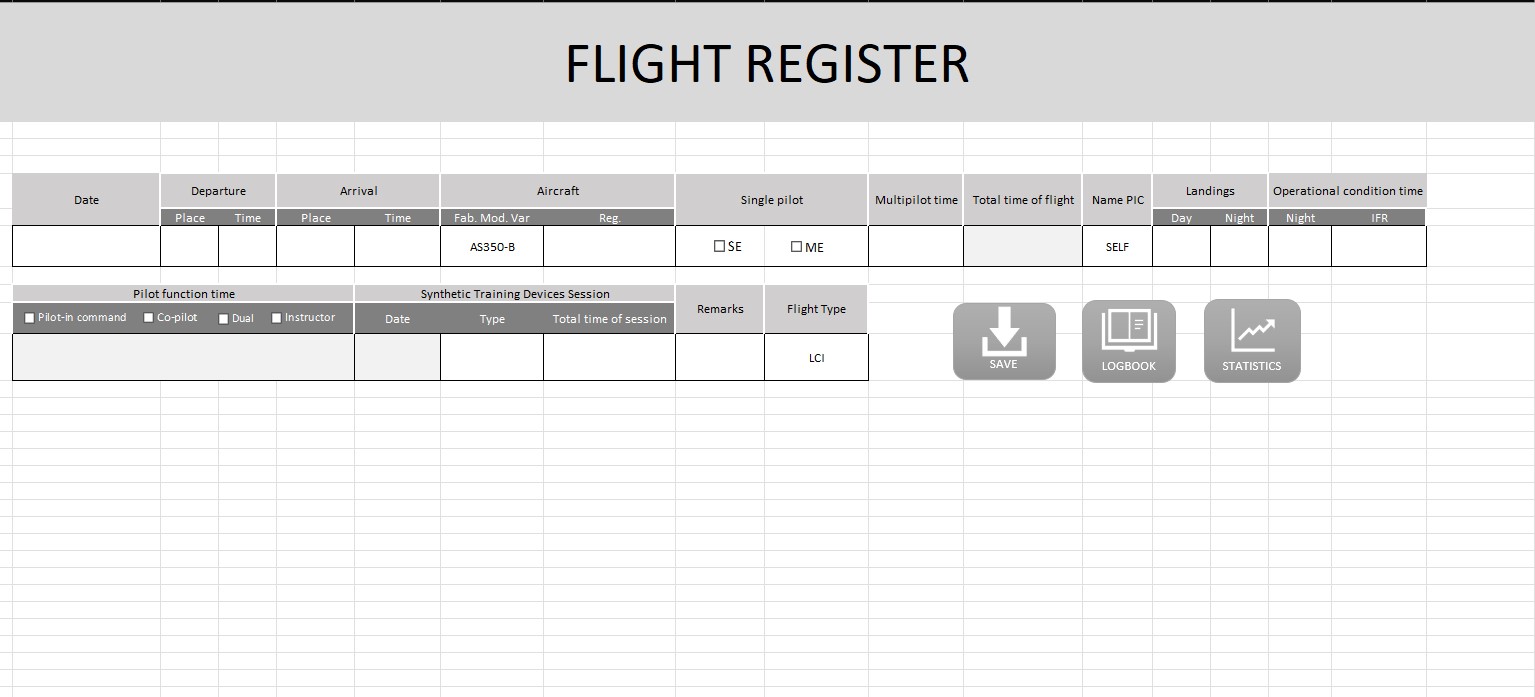 FLIGHT REGISTER
Date Departure Arrival Aircraft Single pilot Multipilot time Total time of flight Name PIC Landings Operational condition time
Place Time Place Time Fab. Mod. Var Reg. Day Night Night IFR
AS350-B SE ME SELF
Pilot function time Synthetic Training Devices Session Remarks Flight Type
Pilot-in command Co-pilot Dual Instructor Date Type Total time of session
LCI
SAVE LOGBOOK STATISTICS